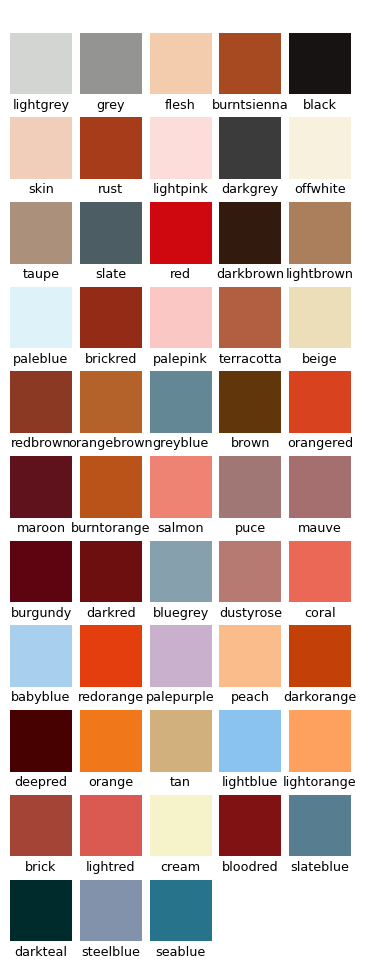 lightgrey grey flesh burntsienna black
skin rust lightpink darkgrey offwhite
taupe slate red darkbrown lightbrown
paleblue brickred palepink terracotta beige
redbrown orangebrown greyblue brown orangered
maroon burntorange salmon puce mauve
burgundy darkred bluegrey dustyrose coral
babyblue redorange palepurple peach darkorange
deepred orange tan lightblue lightorange
brick lightred cream bloodred slateblue
darkteal steelblue seablue